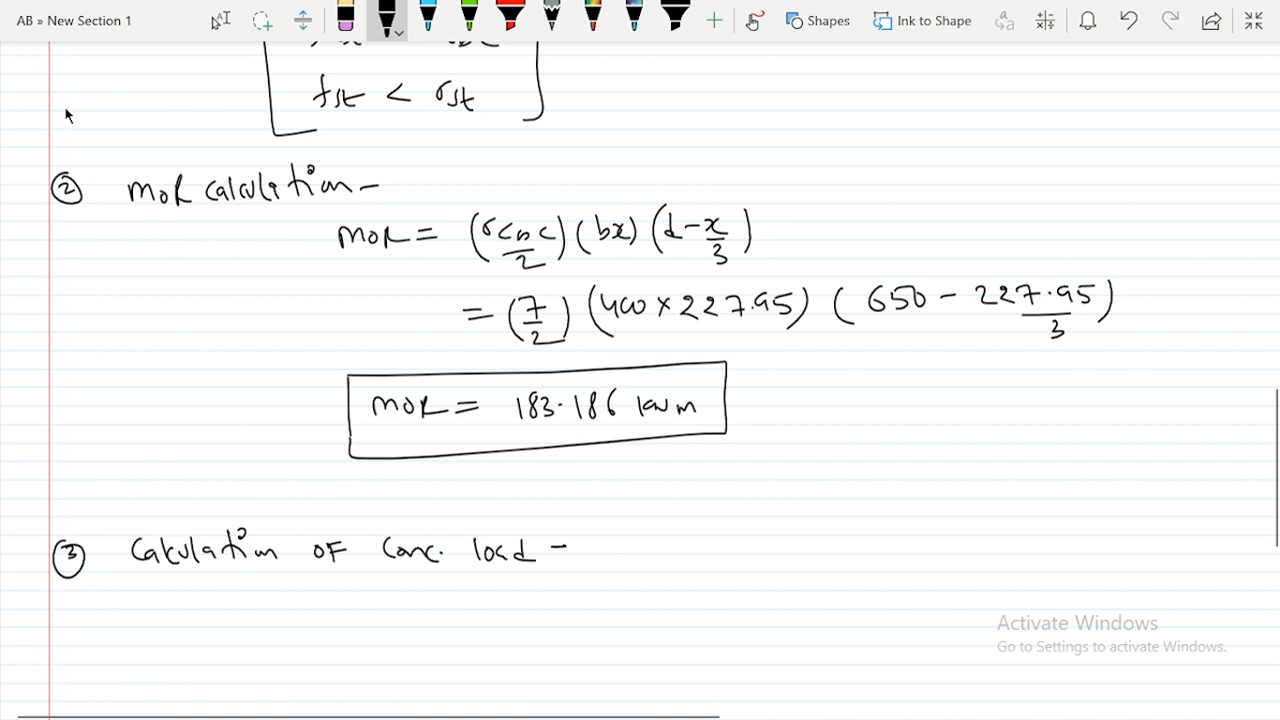 AB » New Section 1 Shapes Ink to Shape
fst < σst
② MOR calculation –
MOR = (σcbc/2) (bx) (d - x/3)
= (7/2) (400 × 227.95) (650 - 227.95/3)
MOR = 183.186 kNm
③ Calculation OF Conc. load -
Activate Windows
Go to Settings to activate Windows.